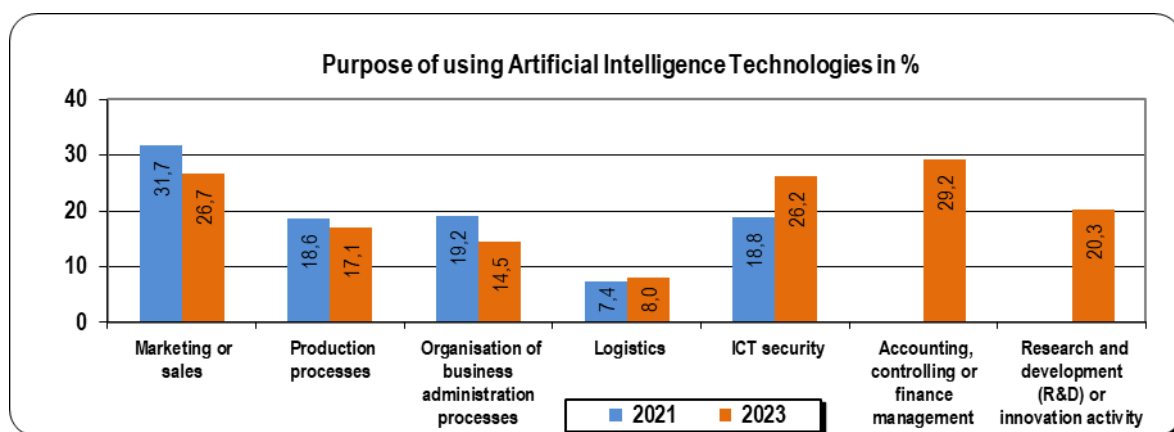 Purpose of using Artificial Intelligence Technologies in %
40
30
20
10
0
31,7
26,7
18,6
17,1
19,2
14,5
7,4
8,0
18,8
26,2
29,2
20,3
Marketing or
sales
Production
processes
Organisation of
business
administration
processes
Logistics
ICT security
Accounting,
controlling or
finance
management
Research and
development
(R&D) or
innovation activity
2021
2023